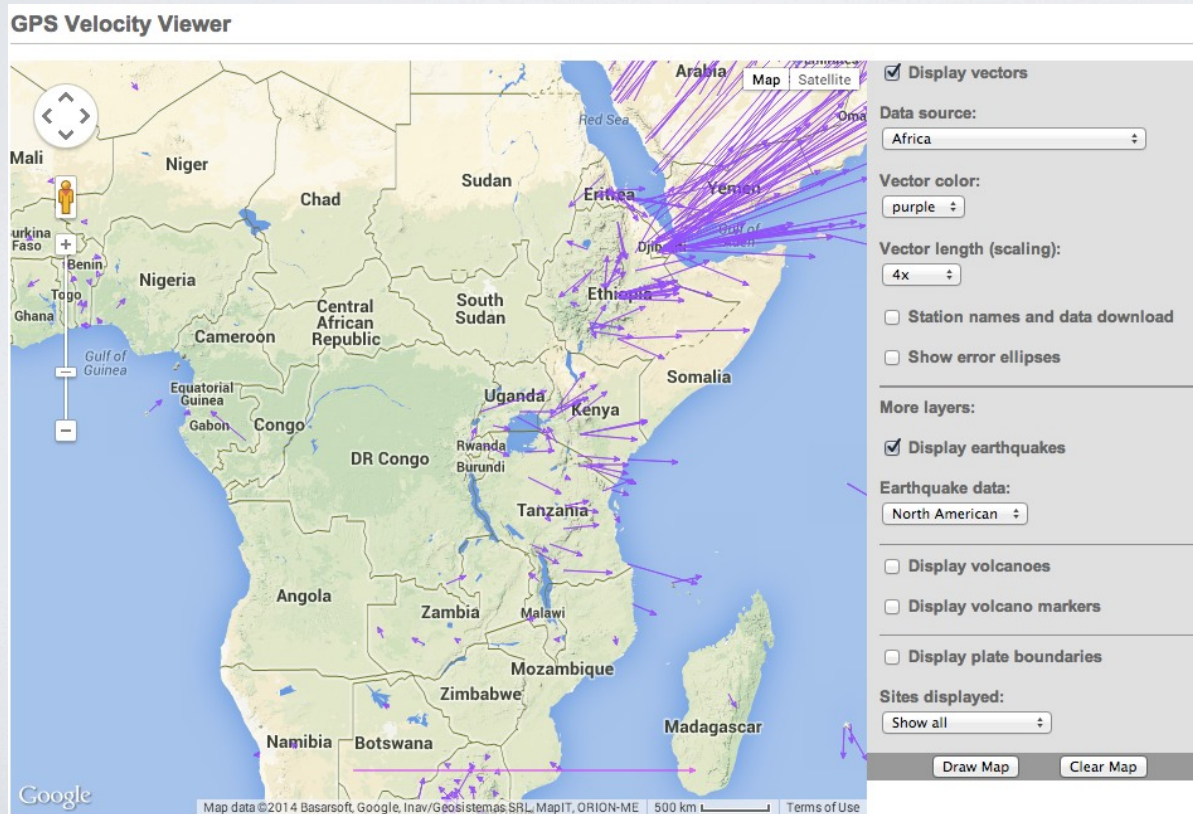 GPS Velocity Viewer
Map
Satellite
Arabia
Red Sea
Oma
Mali
Niger
Chad
Sudan
Eritrea
Yemen
urkina
Faso
Gulf of
Djib
Benin
Nigeria
Togo
Ghana
Central
African
Republic
South
Sudan
Ethiopia
Cameroon
Gulf of
Guinea
Somalia
Equatorial
Guinea
Uganda
Kenya
Gabon
Congo
DR Congo
Rwanda
Burundi
Tanzania
Angola
Zambia
Malawi
Mozambique
Zimbabwe
Madagascar
Namibia
Botswana
Google
Map data ©2014 Basarsoft, Google, Inav/Geosistemas SRL, MapIT, ORION-ME
500 km
Terms of Use
Display vectors
Data source:
Africa
Vector color:
purple
Vector length (scaling):
4x
Station names and data download
Show error ellipses
More layers:
Display earthquakes
Earthquake data:
North American
Display volcanoes
Display volcano markers
Display plate boundaries
Sites displayed:
Show all
Draw Map
Clear Map